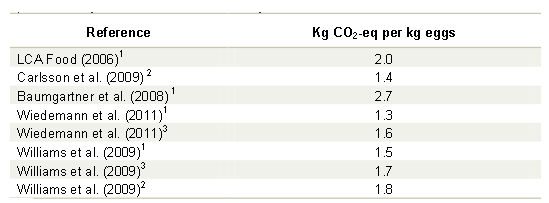 Reference Kg CO₂-eq per kg eggs
LCA Food (2006)¹ 2.0
Carlsson et al. (2009) ² 1.4
Baumgartner et al. (2008) ¹ 2.7
Wiedemann et al. (2011)¹ 1.3
Wiedemann et al. (2011)³ 1.6
Williams et al. (2009)¹ 1.5
Williams et al. (2009)³ 1.7
Williams et al. (2009)² 1.8